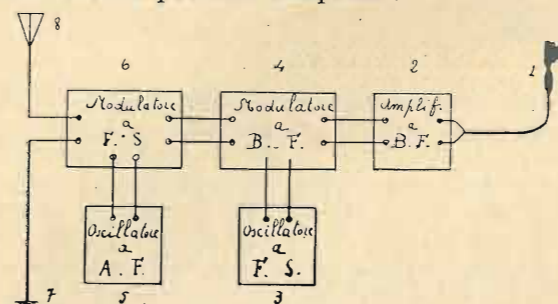 8
6
4
2
1
Modulatore
a
F. S
Modulatore
a
B. F.
Amplif.
a
B. F.
Oscillatore
a
A. F.
Oscillatore
a
F. S.
7
5
3